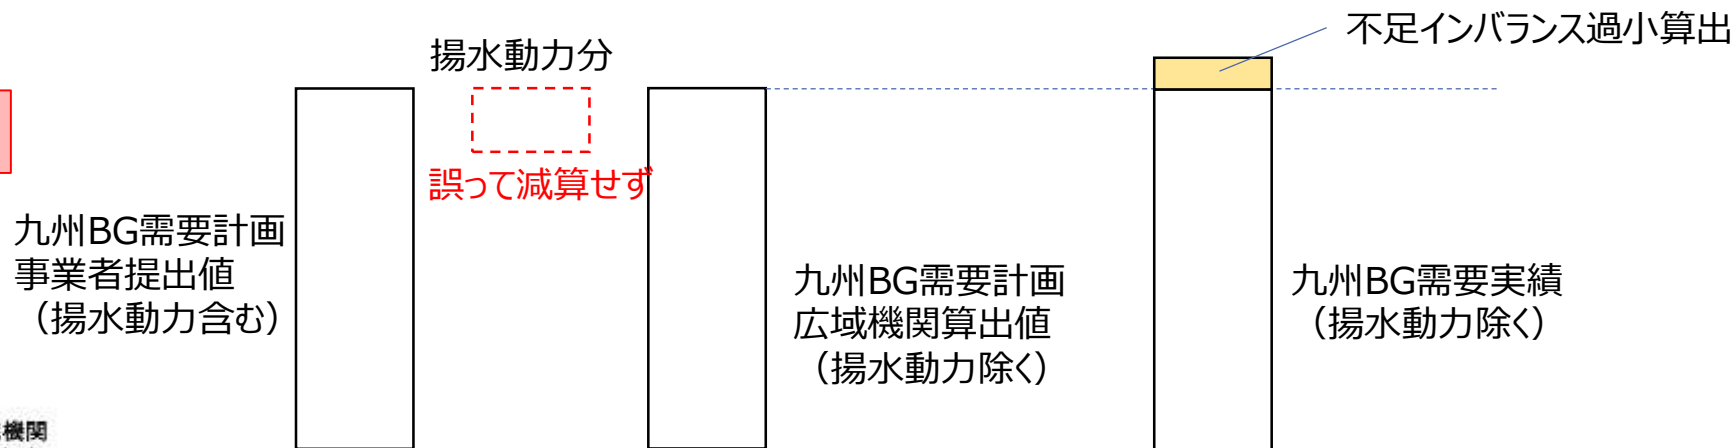 不足インバランス過小算出
揚水動力分
誤って減算せず
九州BG需要計画
事業者提出値
（揚水動力含む）
九州BG需要計画
広域機関算出値
（揚水動力除く）
九州BG需要実績
（揚水動力除く）
機関